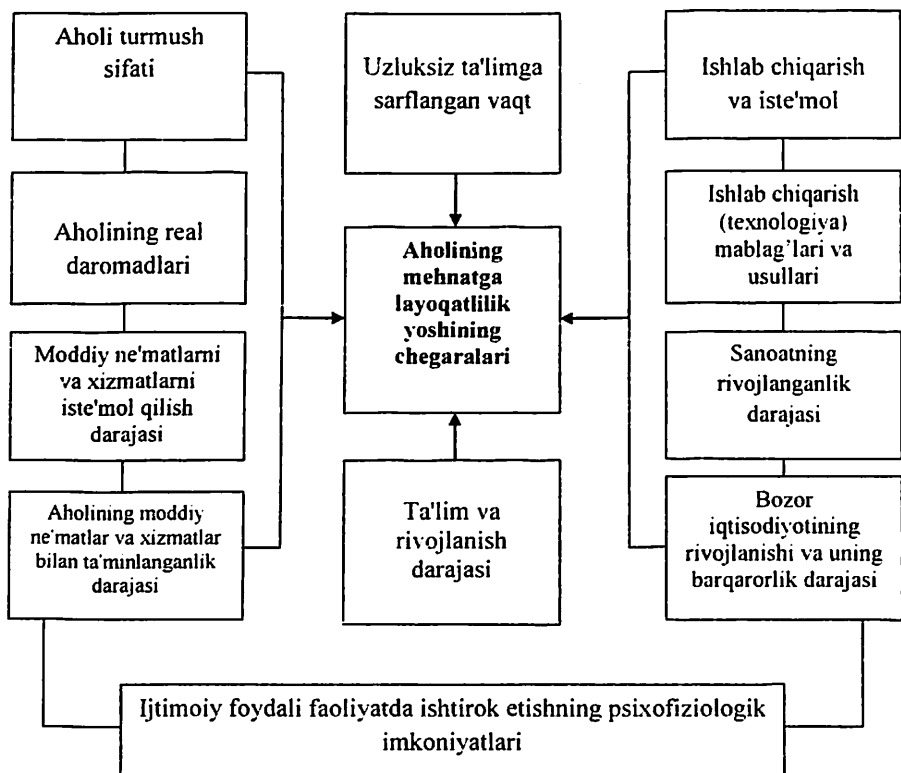 Aholi turmush
sifati
Uzluksiz ta'limga
sarflangan vaqt
Ishlab chiqarish
va iste'mol
Aholining real
daromadlari
Aholining
mehnatga
layoqatlilik
yoshining
chegaralari
Ishlab chiqarish
(texnologiya)
mablag'lari va
usullari
Moddiy ne'matlarni
va xizmatlarni
iste'mol qilish
darajasi
Sanoatning
rivojlanganlik
darajasi
Aholining moddiy
ne'matlar va xizmatlar
bilan ta'minlanganlik
darajasi
Ta'lim va
rivojlanish
darajasi
Bozor
iqtisodiyotining
rivojlanishi va uning
barqarorlik darajasi
Ijtimoiy foydali faoliyatda ishtirok etishning psixofiziologik
imkoniyatlari